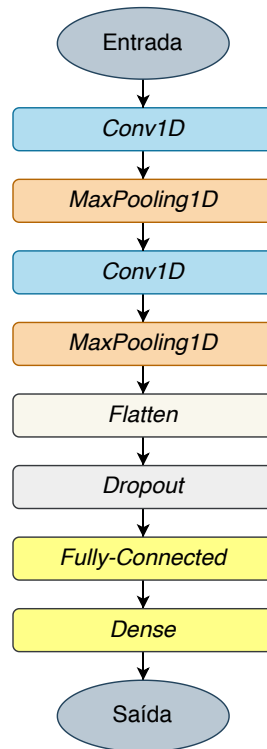 Entrada
Conv1D
MaxPooling1D
Conv1D
MaxPooling1D
Flatten
Dropout
Fully-Connected
Dense
Saída